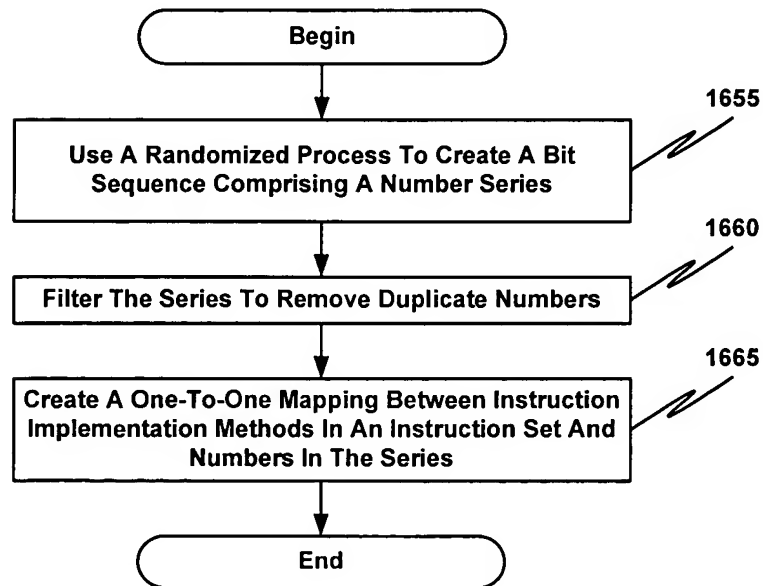 Begin
1655
Use A Randomized Process To Create A Bit
Sequence Comprising A Number Series
1660
Filter The Series To Remove Duplicate Numbers
1665
Create A One-To-One Mapping Between Instruction
Implementation Methods In An Instruction Set And
Numbers In The Series
End